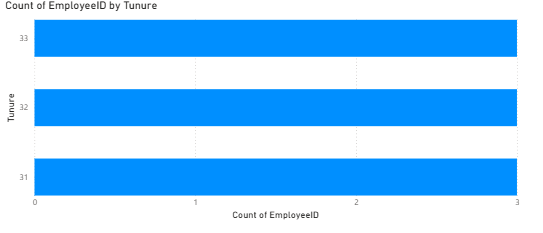 Count of EmployeeID by Tunure
Tunure
33
32
31
0 1 2 3
Count of EmployeeID